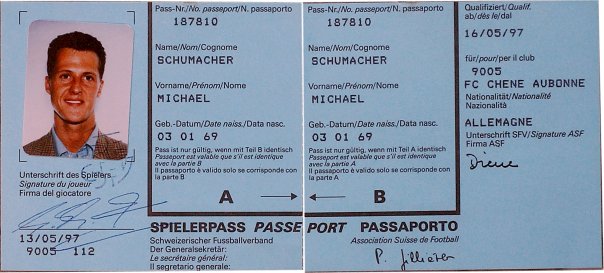 Pass-Nr./No. passeport/N. passaporto
187810
Name/Nom/Cognome
SCHUMACHER
Vorname/Prénom/Nome
MICHAEL
Geb.-Datum/Date naiss./Data nasc.
03 01 69
Pass ist nur gültig, wenn mit Teil B identisch
Passeport est valable que s'il est identique
avec la partie B
Il passaporto è valido solo se corrisponde con
la parte B
A
Unterschrift des Spielers
Signature du joueur
Firma del giocatore
13/05/97
9005 112
Pass-Nr./No. passeport/N. passaporto
187810
Name/Nom/Cognome
SCHUMACHER
Vorname/Prénom/Nome
MICHAEL
Geb.-Datum/Date naiss./Data nasc.
03 01 69
Pass ist nur gültig, wenn mit Teil A identisch
Passeport est valable que s'il est identique
avec la partie A
Il passaporto è valido solo se corrisponde con
la parte A
B
Qualifiziert/Qualif.
ab/dès le/dal
16/05/97
für/pour/per il club
9005
FC CHENE AUBONNE
Nationalität/Nationalité
Nazionalità
ALLEMAGNE
Unterschrift SFV/Signature ASF
Firma ASF
SPIELERPASS PASSEPORT PASSAPORTO
Schweizerischer Fussballverband
Association Suisse de Football
Der Generalsekretär:
Le secrétaire général:
Il segretario generale: